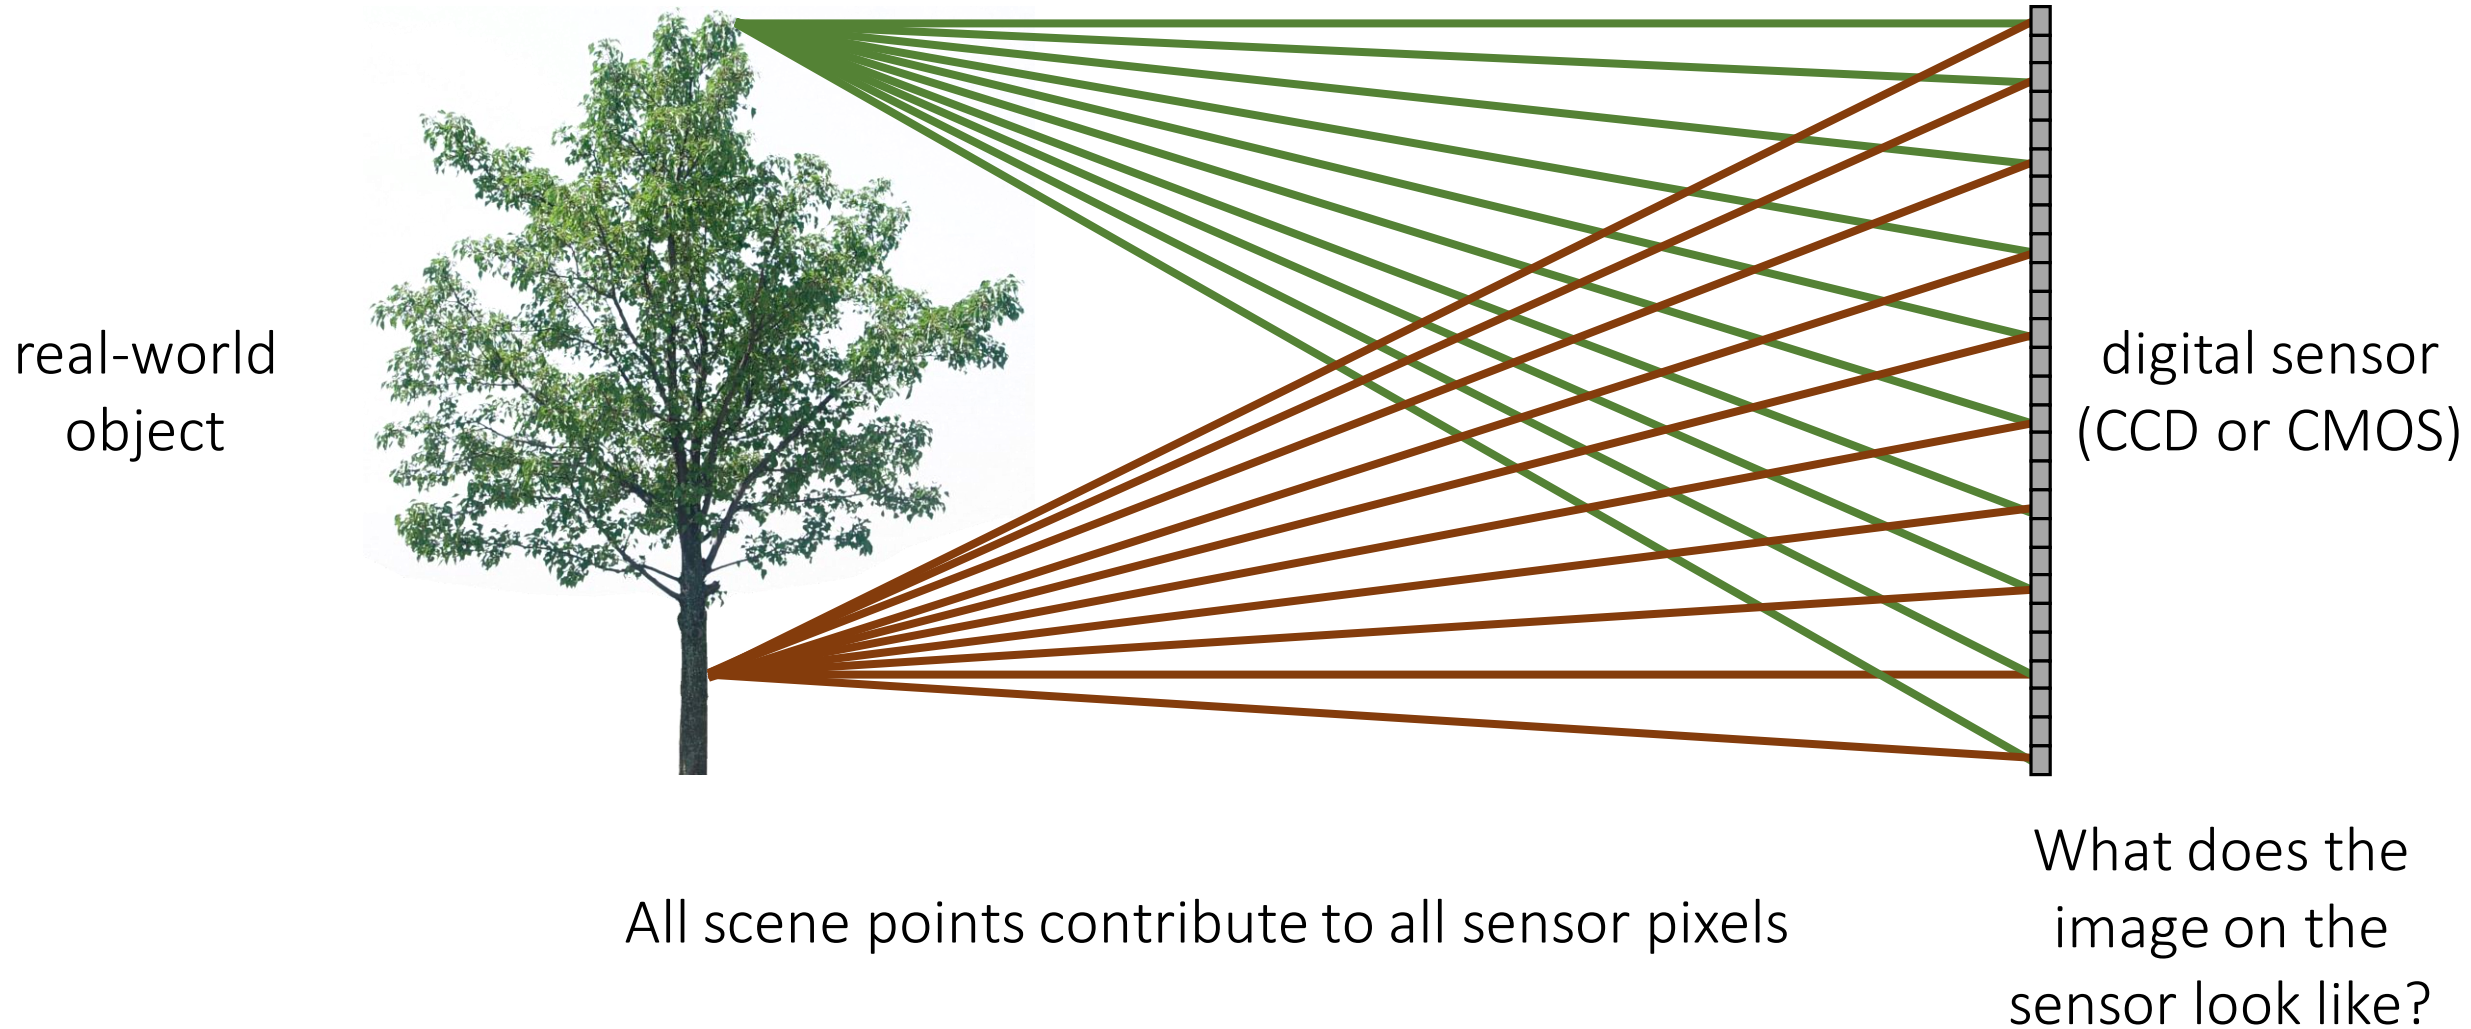 real-world
object
digital sensor
(CCD or CMOS)
All scene points contribute to all sensor pixels
What does the
image on the
sensor look like?